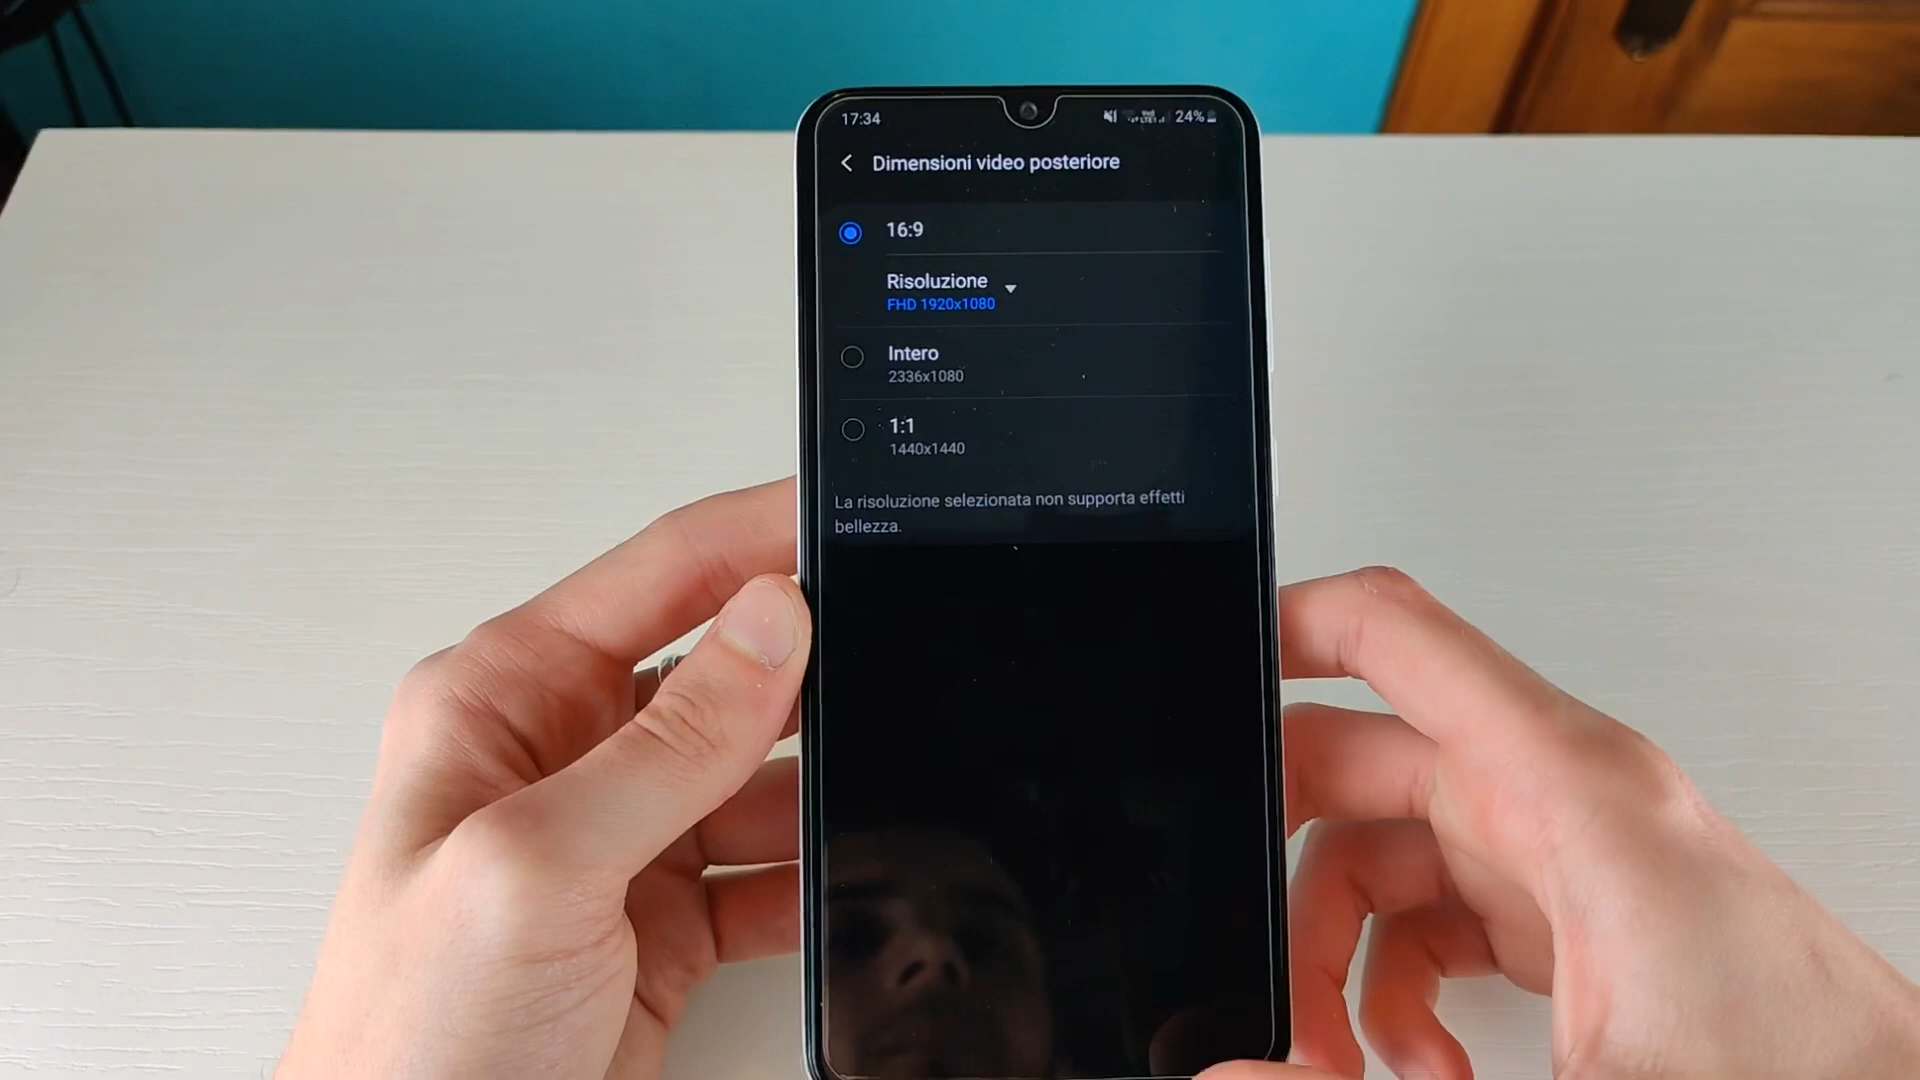 17:34
24%
Dimensioni video posteriore
16:9
Risoluzione
FHD 1920x1080
Intero
2336x1080
1:1
1440x1440
La risoluzione selezionata non supporta effetti
bellezza.